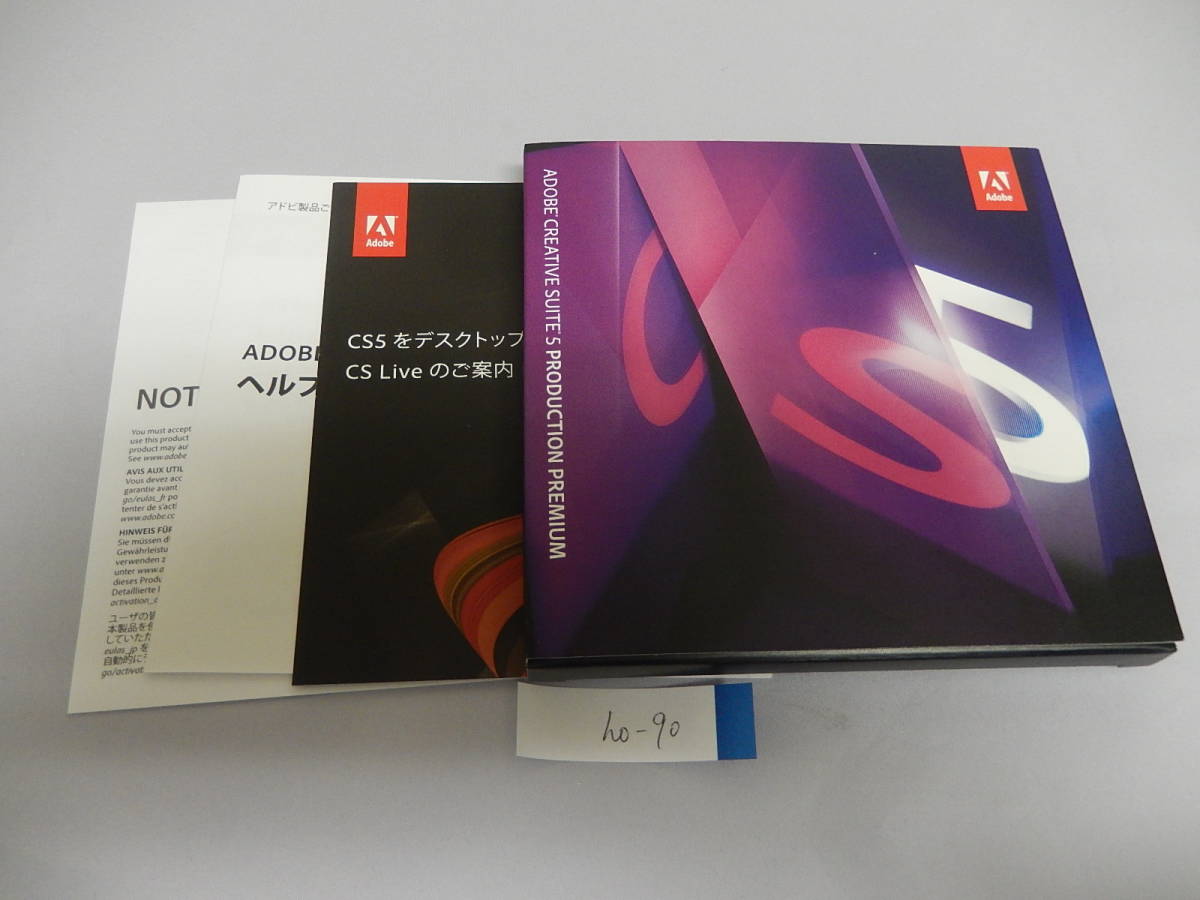 NOT
You must accept
use this product
product may au
See www.adobe
AVIS AUX UTIL
Vous devez acc
garantie avant
go/eulas_fr po
tenter de s'acti
www.adobe.co
HINWEIS FÜR
Sie müssen d
Gewährleistu
verwenden z
unter www.a
dieses Produ
Detaillierte I
activation_d
ユーザの皆
本製品を
していただ
eulas_jp を
自動的に
go/activat
アドビ製品ご
ADOBE
ヘルプ
Adobe
CS5 をデスクトップ
CS Live のご案内
ADOBE® CREATIVE SUITE® 5 PRODUCTION PREMIUM
Adobe
CS5
ho-90